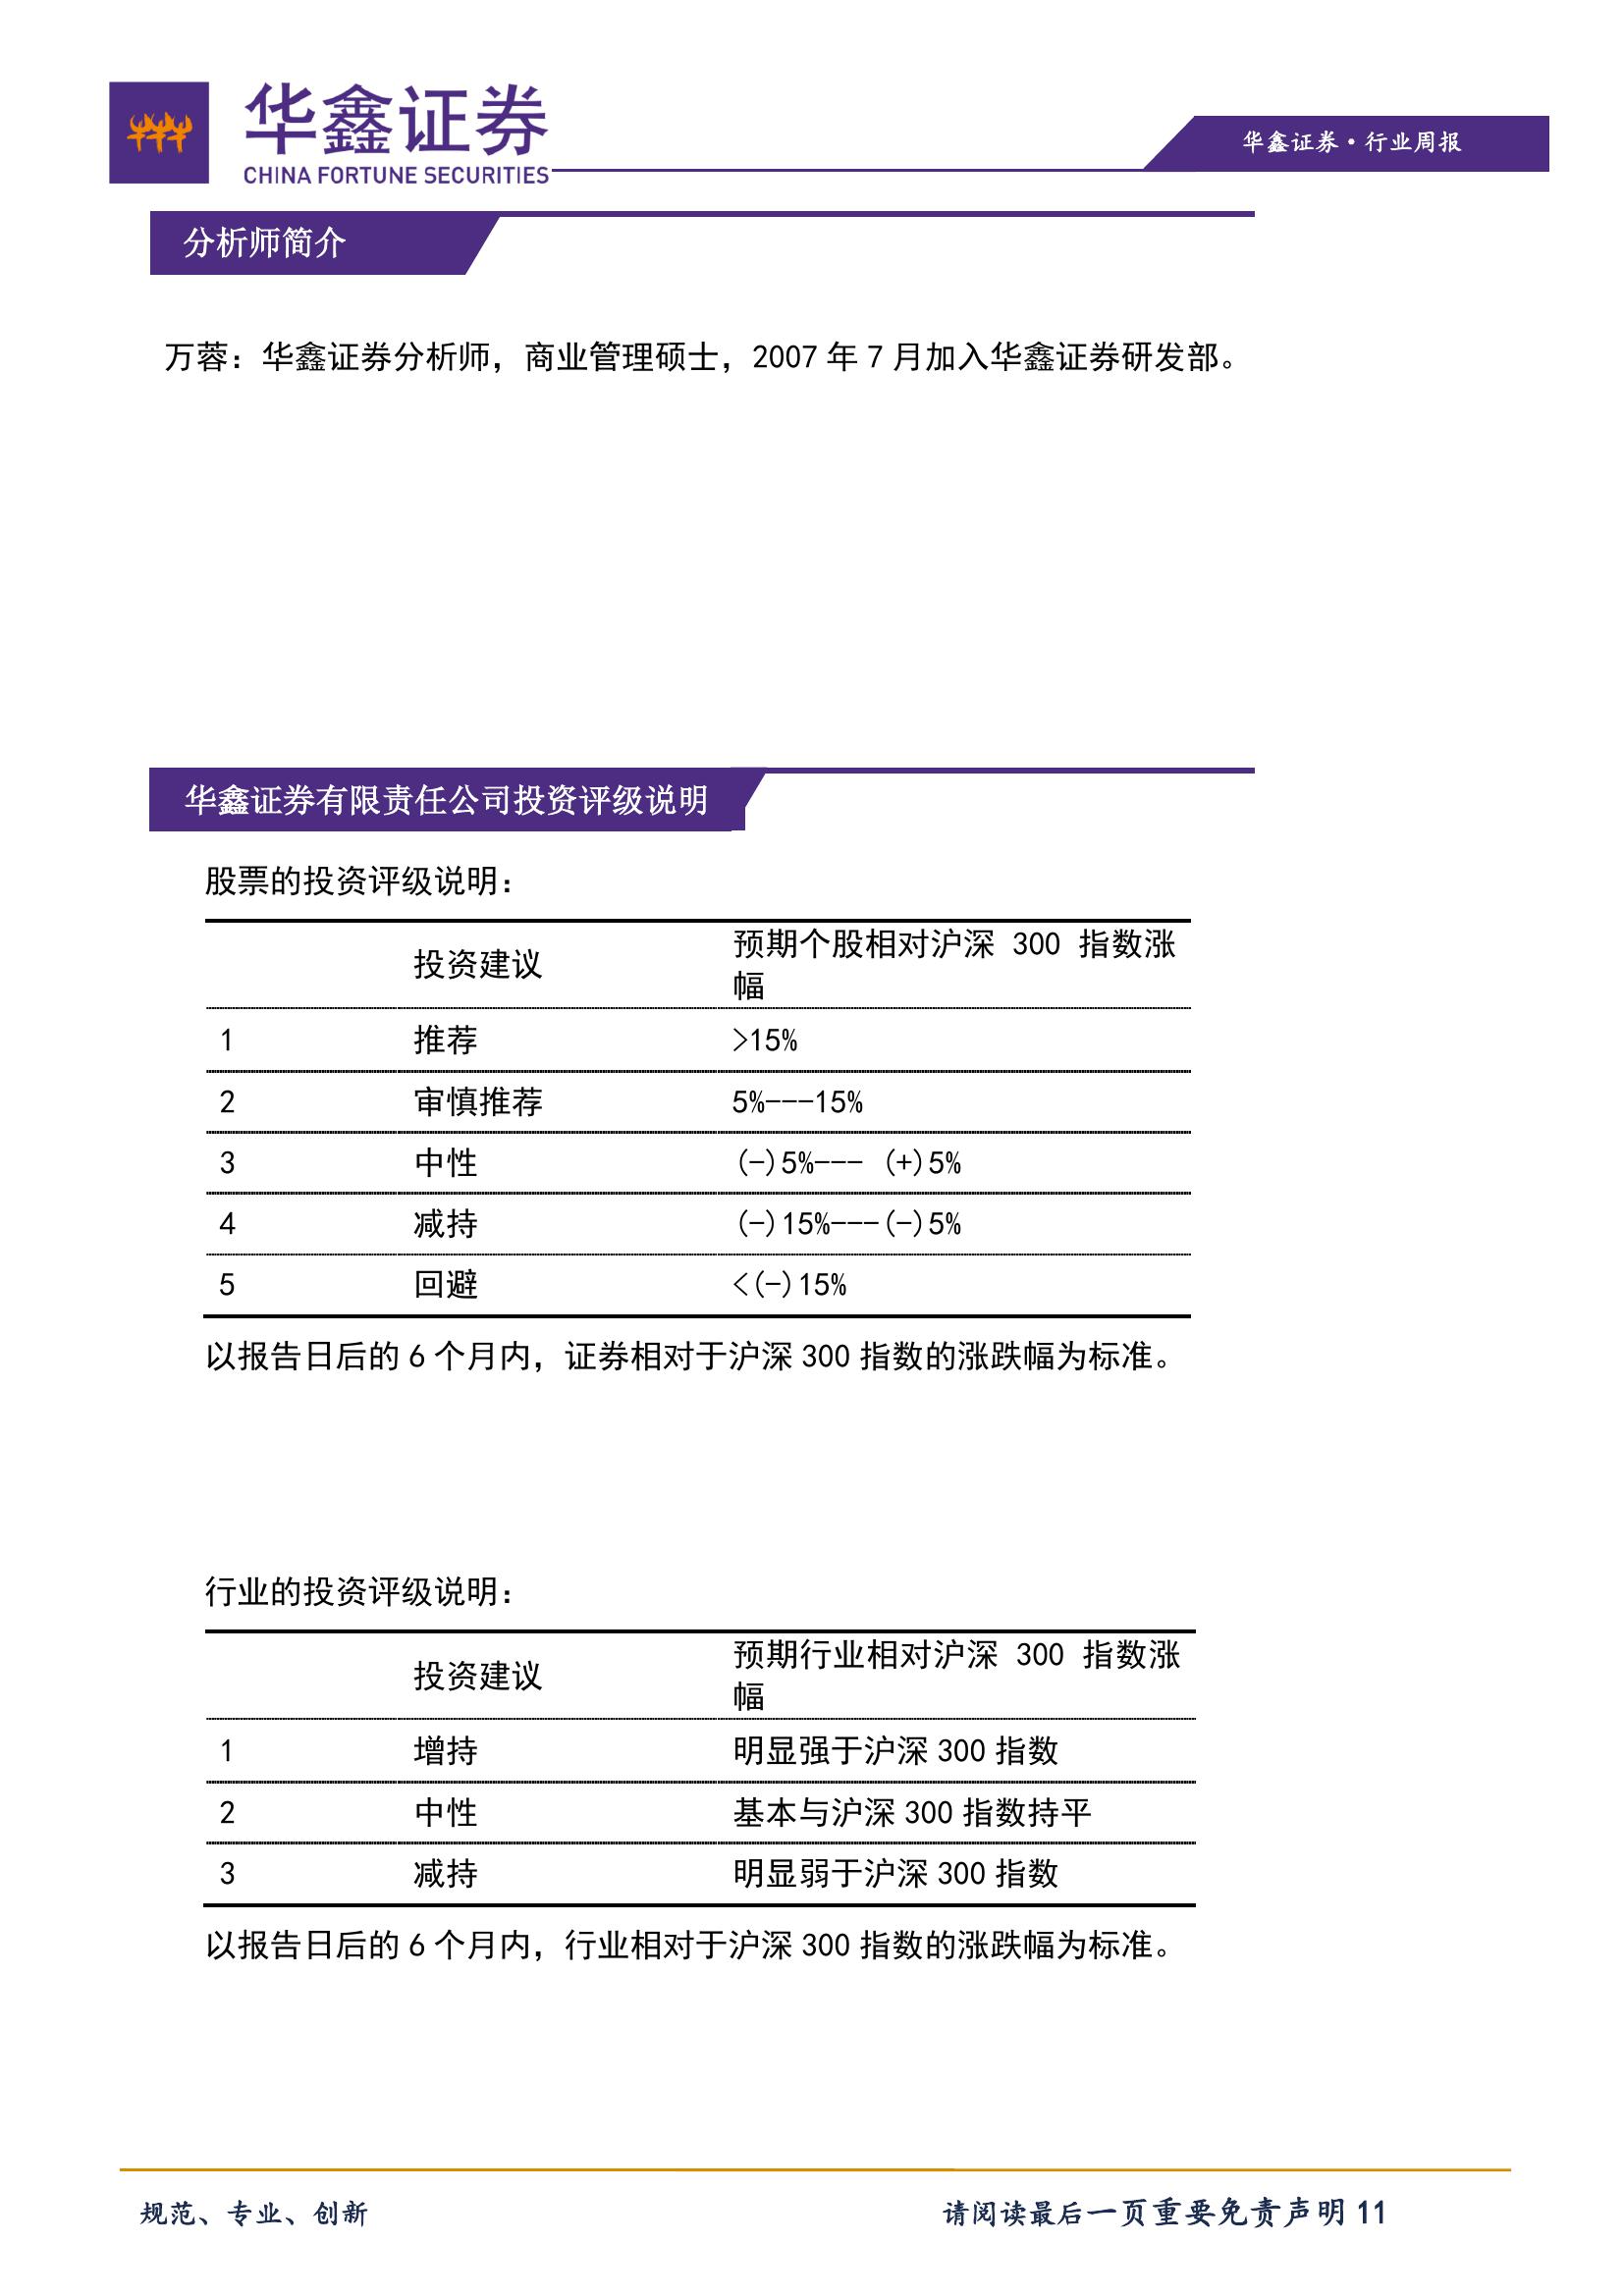 华鑫证券
CHINA FORTUNE SECURITIES
华鑫证券·行业周报
分析师简介
万蓉：华鑫证券分析师，商业管理硕士，2007 年 7 月加入华鑫证券研发部。
华鑫证券有限责任公司投资评级说明
股票的投资评级说明：
投资建议 预期个股相对沪深 300 指数涨
幅
1 推荐 >15%
2 审慎推荐 5%---15%
3 中性 (-)5%--- (+)5%
4 减持 (-)15%---(-)5%
5 回避 <(-)15%
以报告日后的 6 个月内，证券相对于沪深 300 指数的涨跌幅为标准。
行业的投资评级说明：
投资建议 预期行业相对沪深 300 指数涨
幅
1 增持 明显强于沪深 300 指数
2 中性 基本与沪深 300 指数持平
3 减持 明显弱于沪深 300 指数
以报告日后的 6 个月内，行业相对于沪深 300 指数的涨跌幅为标准。
规范、专业、创新 请阅读最后一页重要免责声明 11